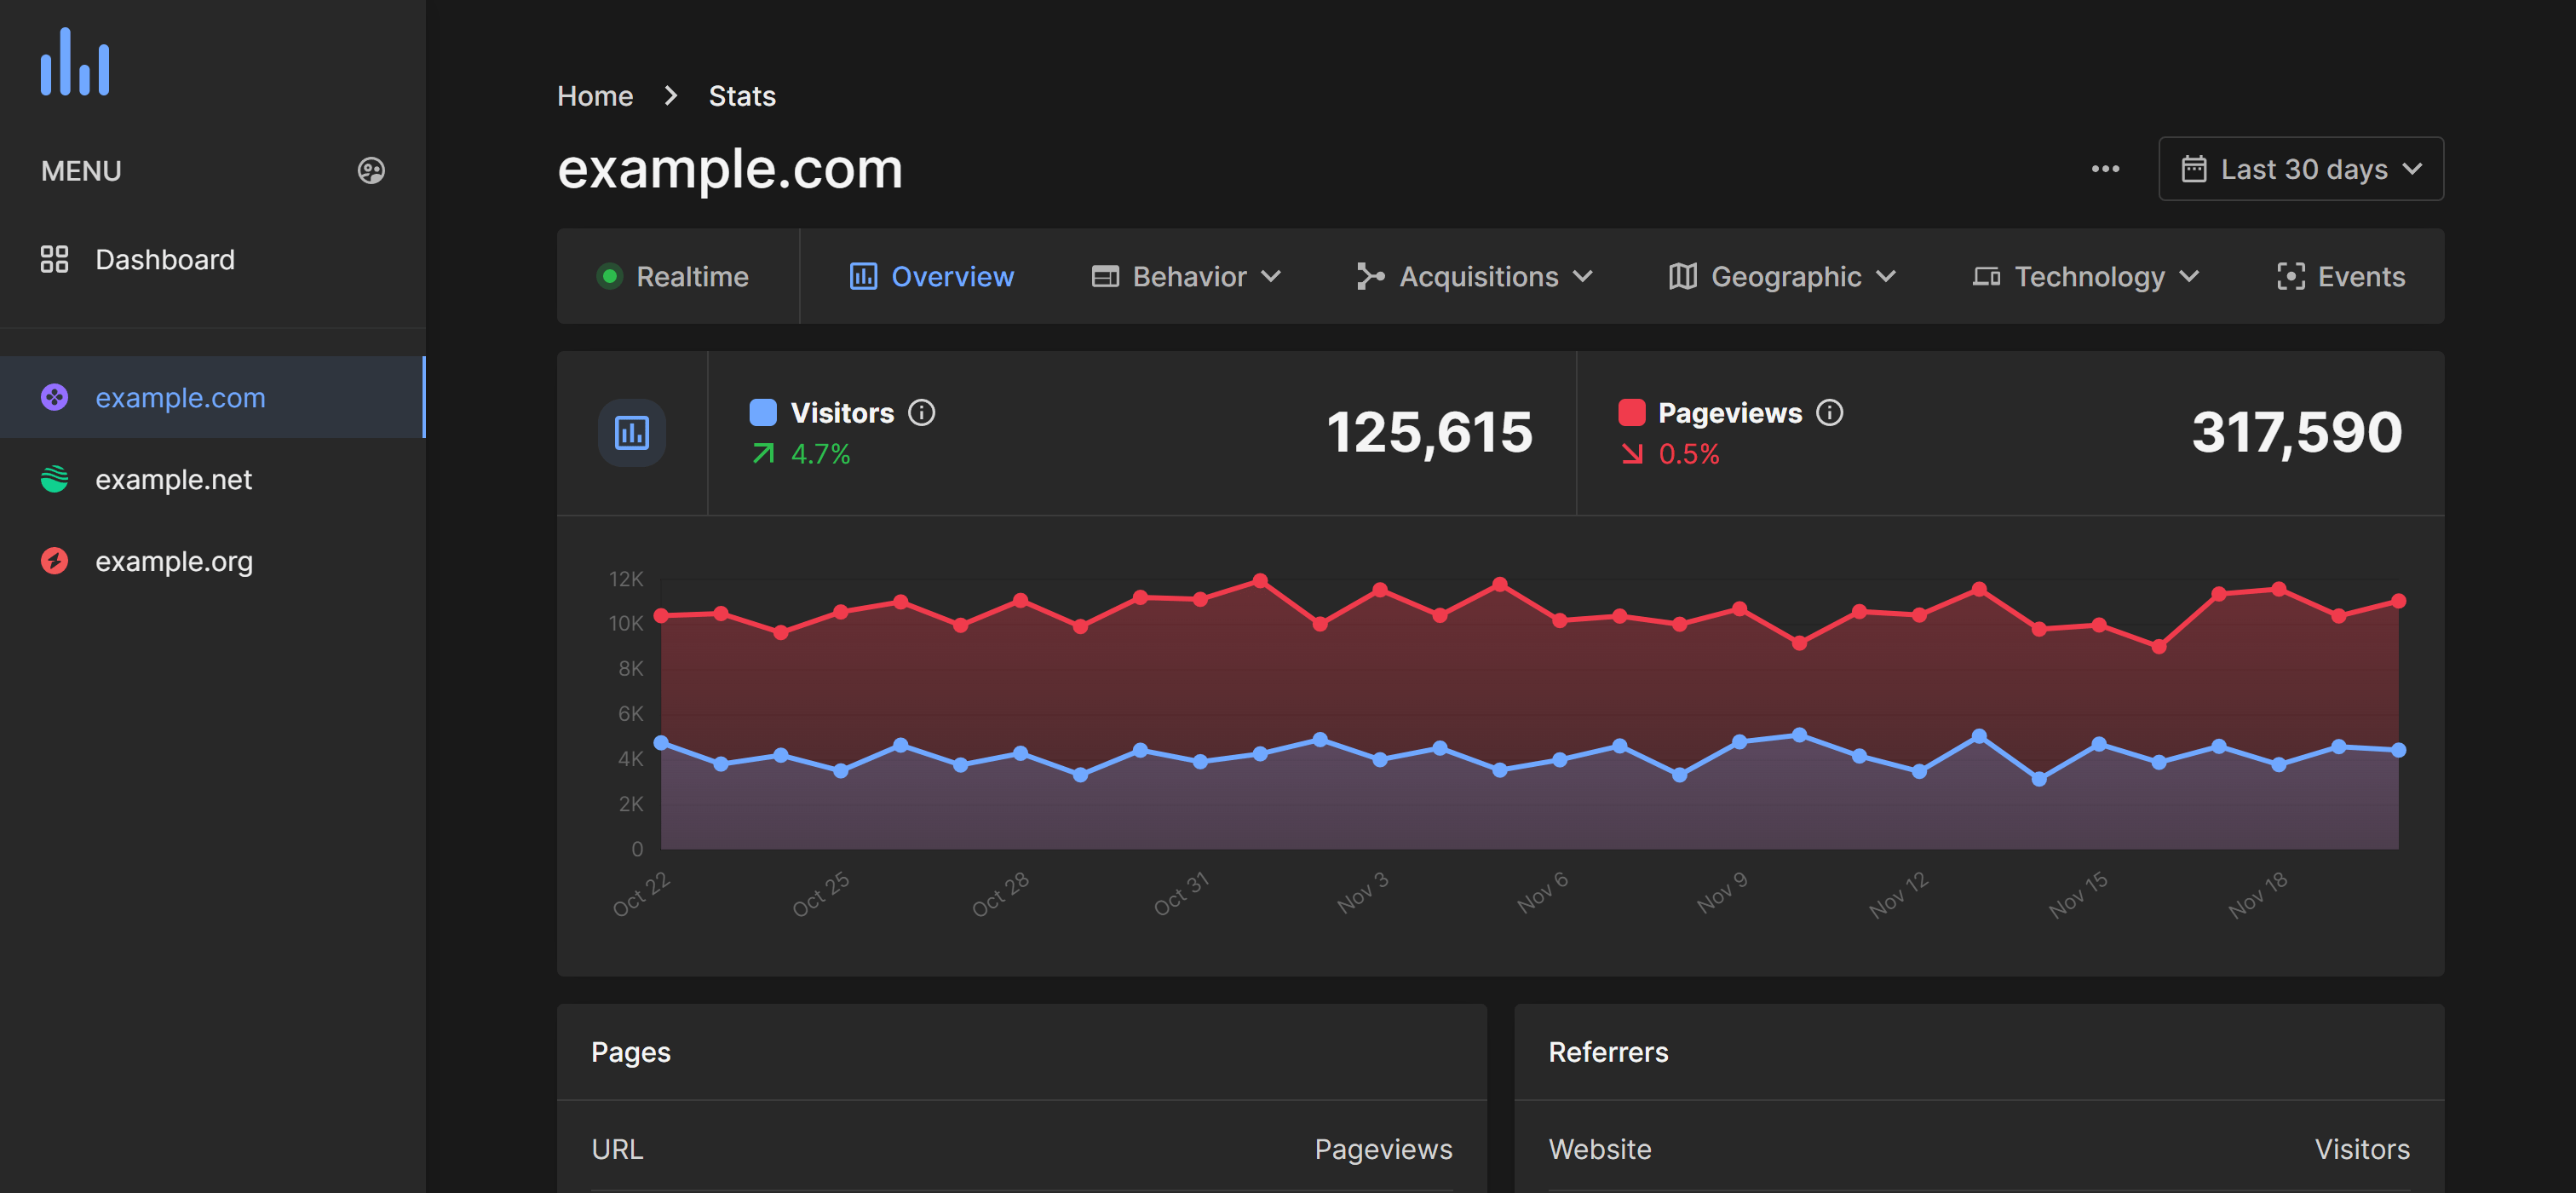 MENU
Dashboard
example.com
example.net
example.org
Home
Stats
example.com
Last 30 days
Realtime
Overview
Behavior
Acquisitions
Geographic
Technology
Events
Visitors
4.7%
125,615
Pageviews
0.5%
317,590
12K
10K
8K
6K
4K
2K
0
Oct 22
Oct 25
Oct 28
Oct 31
Nov 3
Nov 6
Nov 9
Nov 12
Nov 15
Nov 18
Pages
URL
Pageviews
Referrers
Website
Visitors